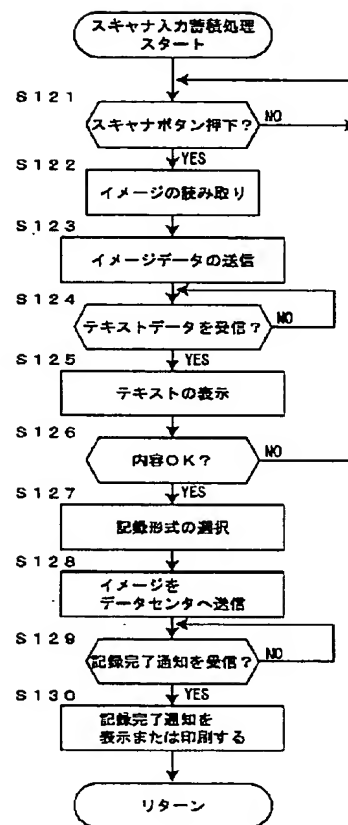 スキャナ入力蓄積処理
スタート
S121
スキャナボタン押下？
NO
YES
S122
イメージの読み取り
S123
イメージデータの送信
S124
テキストデータを受信？
NO
YES
S125
テキストの表示
S126
内容OK？
NO
YES
S127
記録形式の選択
S128
イメージを
データセンタへ送信
S129
記録完了通知を受信？
NO
YES
S130
記録完了通知を
表示または印刷する
リターン